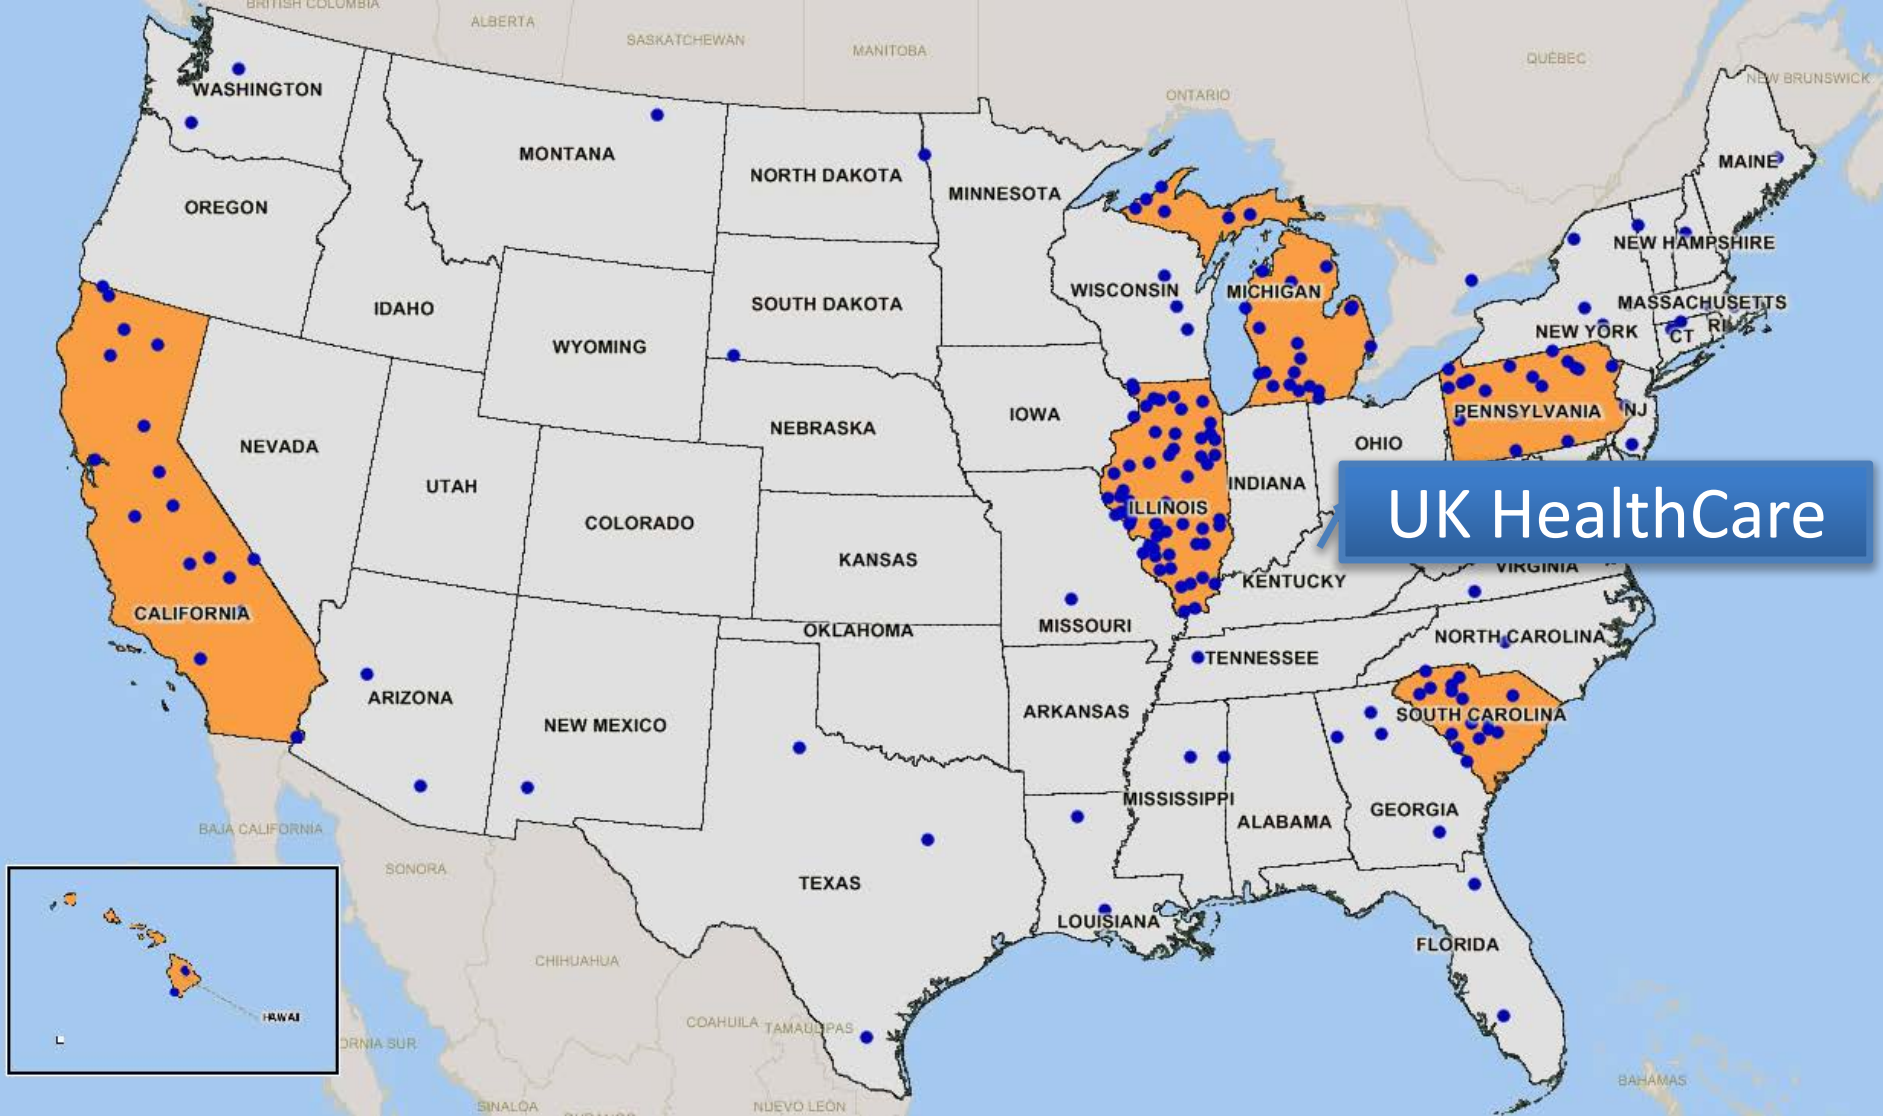 BRITISH COLUMBIA
ALBERTA
SASKATCHEWAN
MANITOBA
ONTARIO
QUÉBEC
NEW BRUNSWICK
WASHINGTON
MONTANA
NORTH DAKOTA
MINNESOTA
MAINE
OREGON
IDAHO
WYOMING
SOUTH DAKOTA
WISCONSIN
MICHIGAN
NEW HAMPSHIRE
MASSACHUSETTS
NEW YORK
CT
RI
NEVADA
UTAH
COLORADO
NEBRASKA
IOWA
ILLINOIS
INDIANA
OHIO
PENNSYLVANIA
NJ
UK HealthCare
CALIFORNIA
KANSAS
MISSOURI
KENTUCKY
VIRGINIA
ARIZONA
NEW MEXICO
OKLAHOMA
ARKANSAS
TENNESSEE
NORTH CAROLINA
SOUTH CAROLINA
TEXAS
LOUISIANA
MISSISSIPPI
ALABAMA
GEORGIA
FLORIDA
BAJA CALIFORNIA
SONORA
CHIHUAHUA
COAHUILA
TAMAULIPAS
HAWAII
ORNIA SUR
SINALOA
NUEVO LEÓN
BAHAMAS